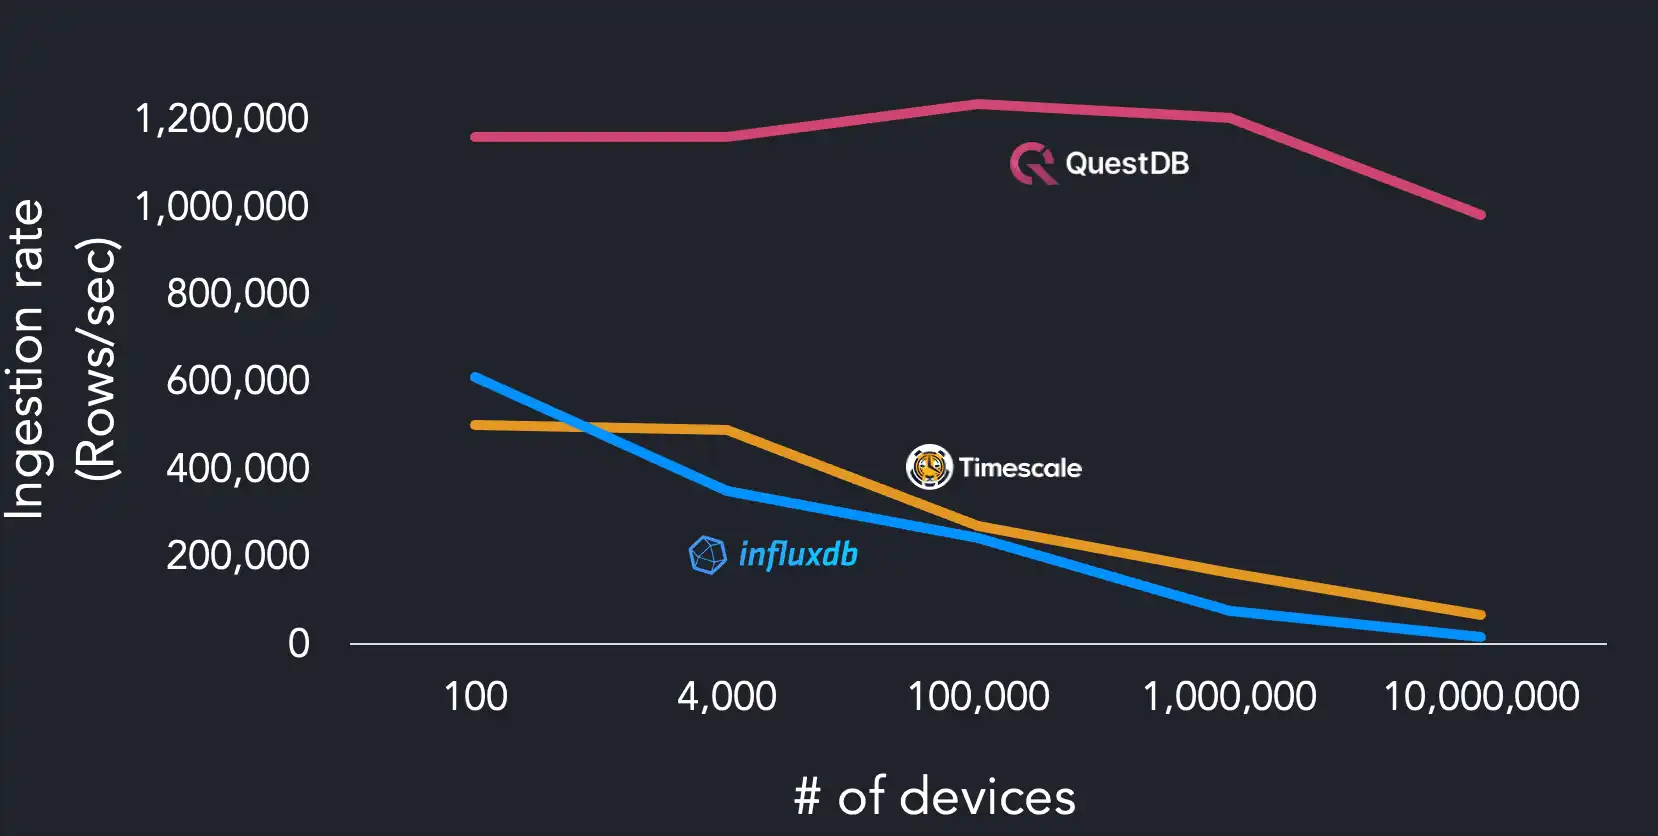 Ingestion rate
(Rows/sec)
1,200,000
1,000,000
800,000
600,000
400,000
200,000
0
QuestDB
Timescale
influxdb
100
4,000
100,000
1,000,000
10,000,000
# of devices